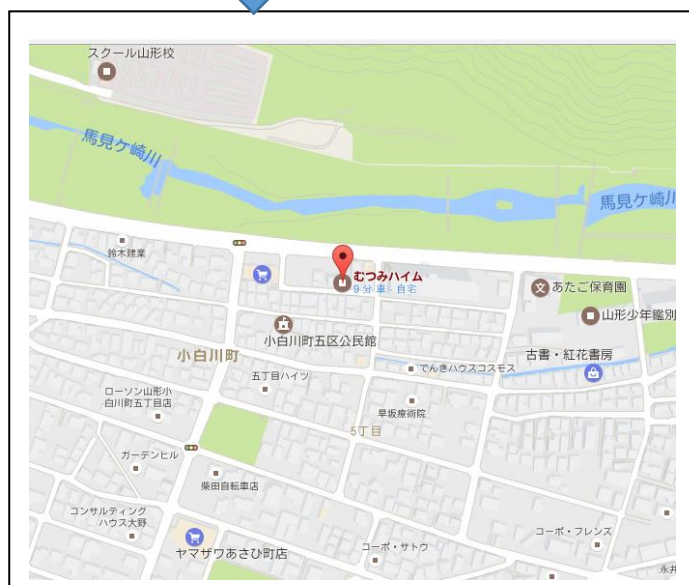 スクール山形校
馬見ケ崎川
馬見ケ崎川
鈴木建業
むつみハイム
9 分 車 - 自宅
あたご保育園
山形少年鑑別
小白川町五区公民館
古書・紅花書房
小白川町
でんきハウスコスモス
五丁目ハイツ
ローソン山形小
白川町五丁目店
早坂療術院
5丁目
ガーデンヒル
柴田自転車店
コンサルティング
ハウス大野
コーポ・フレンズ
ヤマザワあさひ町店
コーポ・サトウ
永井